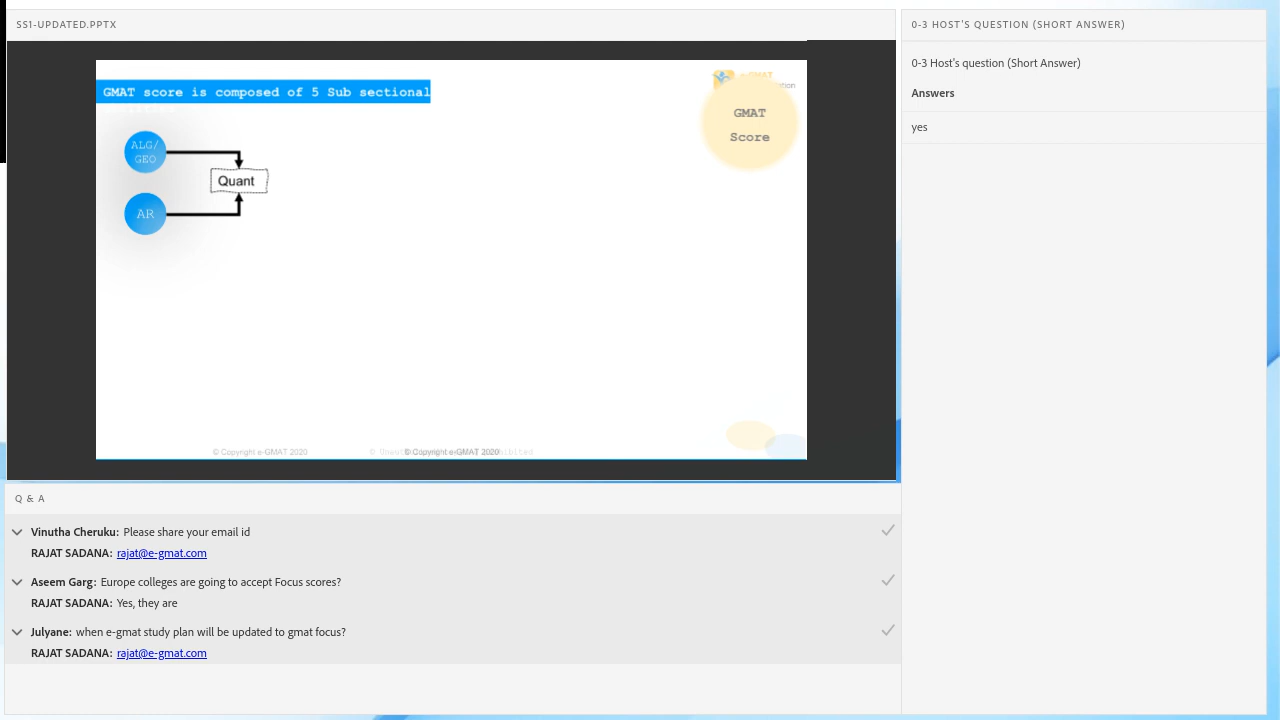 SS1-UPDATED.PPTX
GMAT score is composed of 5 Sub sectional
GMAT
Score
ALG/
GEO
Quant
AR
© Copyright e-GMAT 2020
© Copyright e-GMAT 2020
Q & A
Vinutha Cheruku: Please share your email id
RAJAT SADANA: rajat@e-gmat.com
Aseem Garg: Europe colleges are going to accept Focus scores?
RAJAT SADANA: Yes, they are
Julyane: when e-gmat study plan will be updated to gmat focus?
RAJAT SADANA: rajat@e-gmat.com
0-3 HOST'S QUESTION (SHORT ANSWER)
0-3 Host's question (Short Answer)
Answers
yes